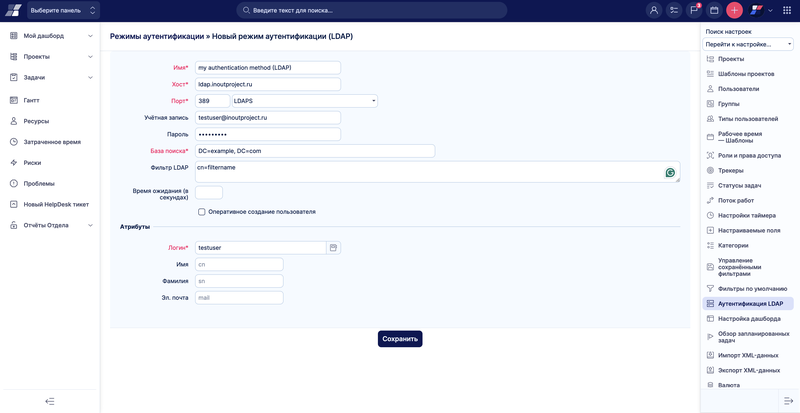 Выберите панель
Введите текст для поиска...
3
Мой дашборд
Проекты
Задачи
Гантт
Ресурсы
Затраченное время
Риски
Проблемы
Новый HelpDesk тикет
Отчёты Отдела
Режимы аутентификации » Новый режим аутентификации (LDAP)
Имя* my authentication method (LDAP)
Хост* ldap.inoutproject.ru
Порт* 389 LDAPS
Учётная запись testuser@inoutproject.ru
Пароль •••••••••
База поиска* DC=example, DC=com
Фильтр LDAP cn=filtername
Время ожидания (в
секундах)
Оперативное создание пользователя
Атрибуты
Логин* testuser
Имя cn
Фамилия sn
Эл. почта mail
Сохранить
Поиск настроек
Перейти к настройке...
Проекты
Шаблоны проектов
Пользователи
Группы
Типы пользователей
Рабочее время
— Шаблоны
Роли и права доступа
Трекеры
Статусы задач
Поток работ
Настройки таймера
Настраиваемые поля
Категории
Управление
сохранёнными
фильтрами
Фильтры по умолчанию
Аутентификация LDAP
Настройка дашборда
Обзор запланированных
задач
Импорт XML-данных
Экспорт XML-данных
Валюта